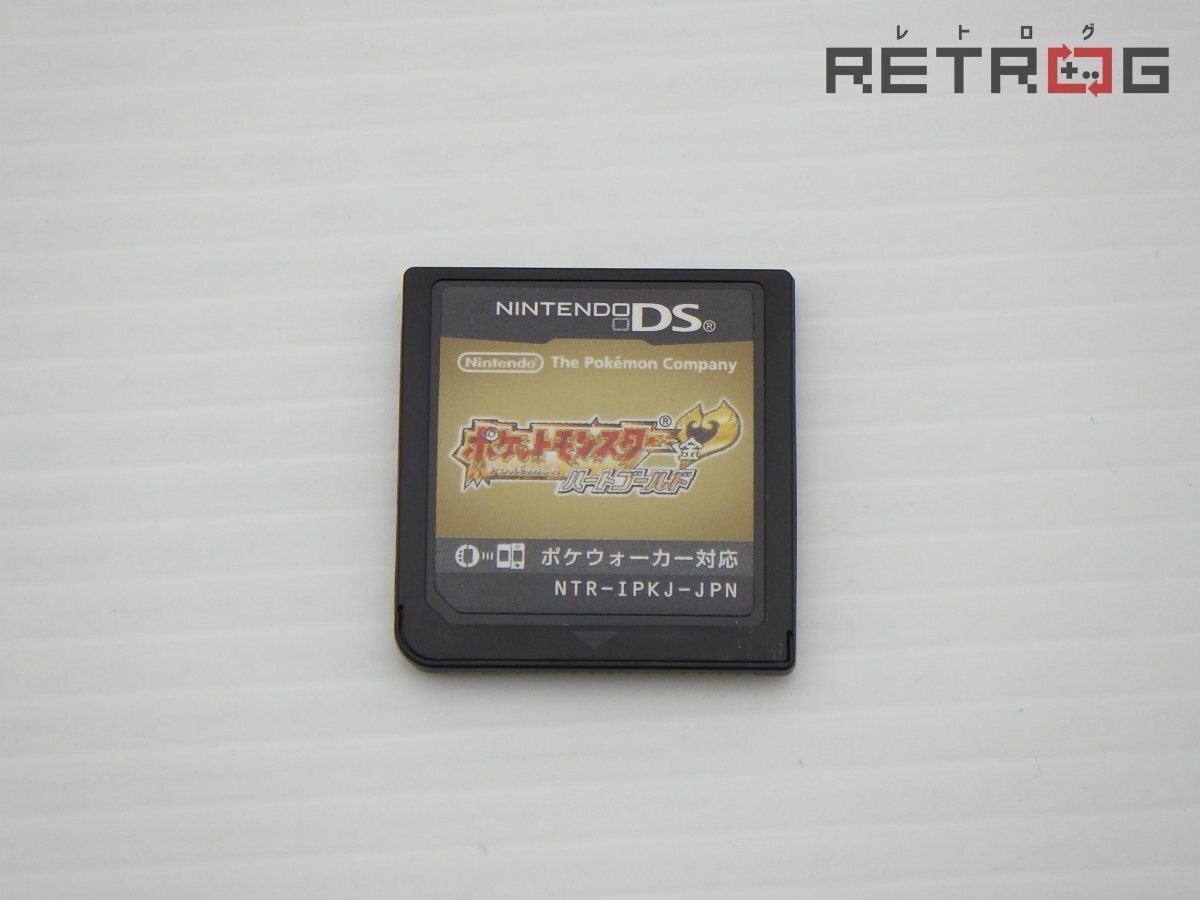 レトログ
RETROG
NINTENDO DS®
Nintendo® The Pokémon Company
ポケットモンスター®
金
POKéMON
ハートゴールド
ポケウォーカー対応
NTR-IPKJ-JPN